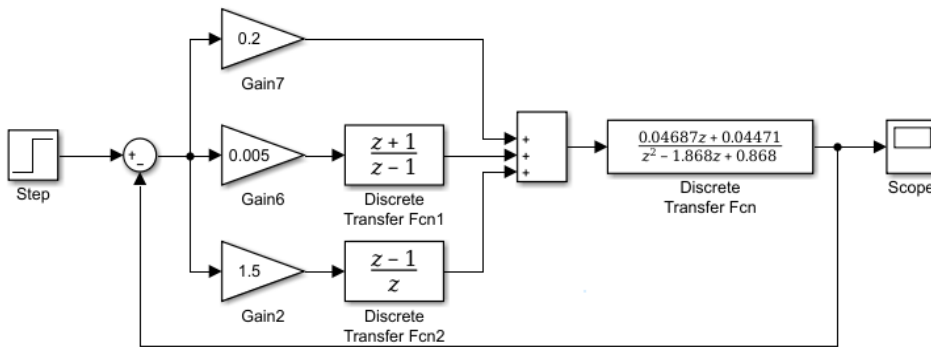 0.2
Gain7
+
−
Step
0.005
Gain6
z + 1
z − 1
Discrete
Transfer Fcn1
1.5
Gain2
z − 1
z
Discrete
Transfer Fcn2
+
+
+
0.04687z + 0.04471
z² − 1.868z + 0.868
Discrete
Transfer Fcn
Scope